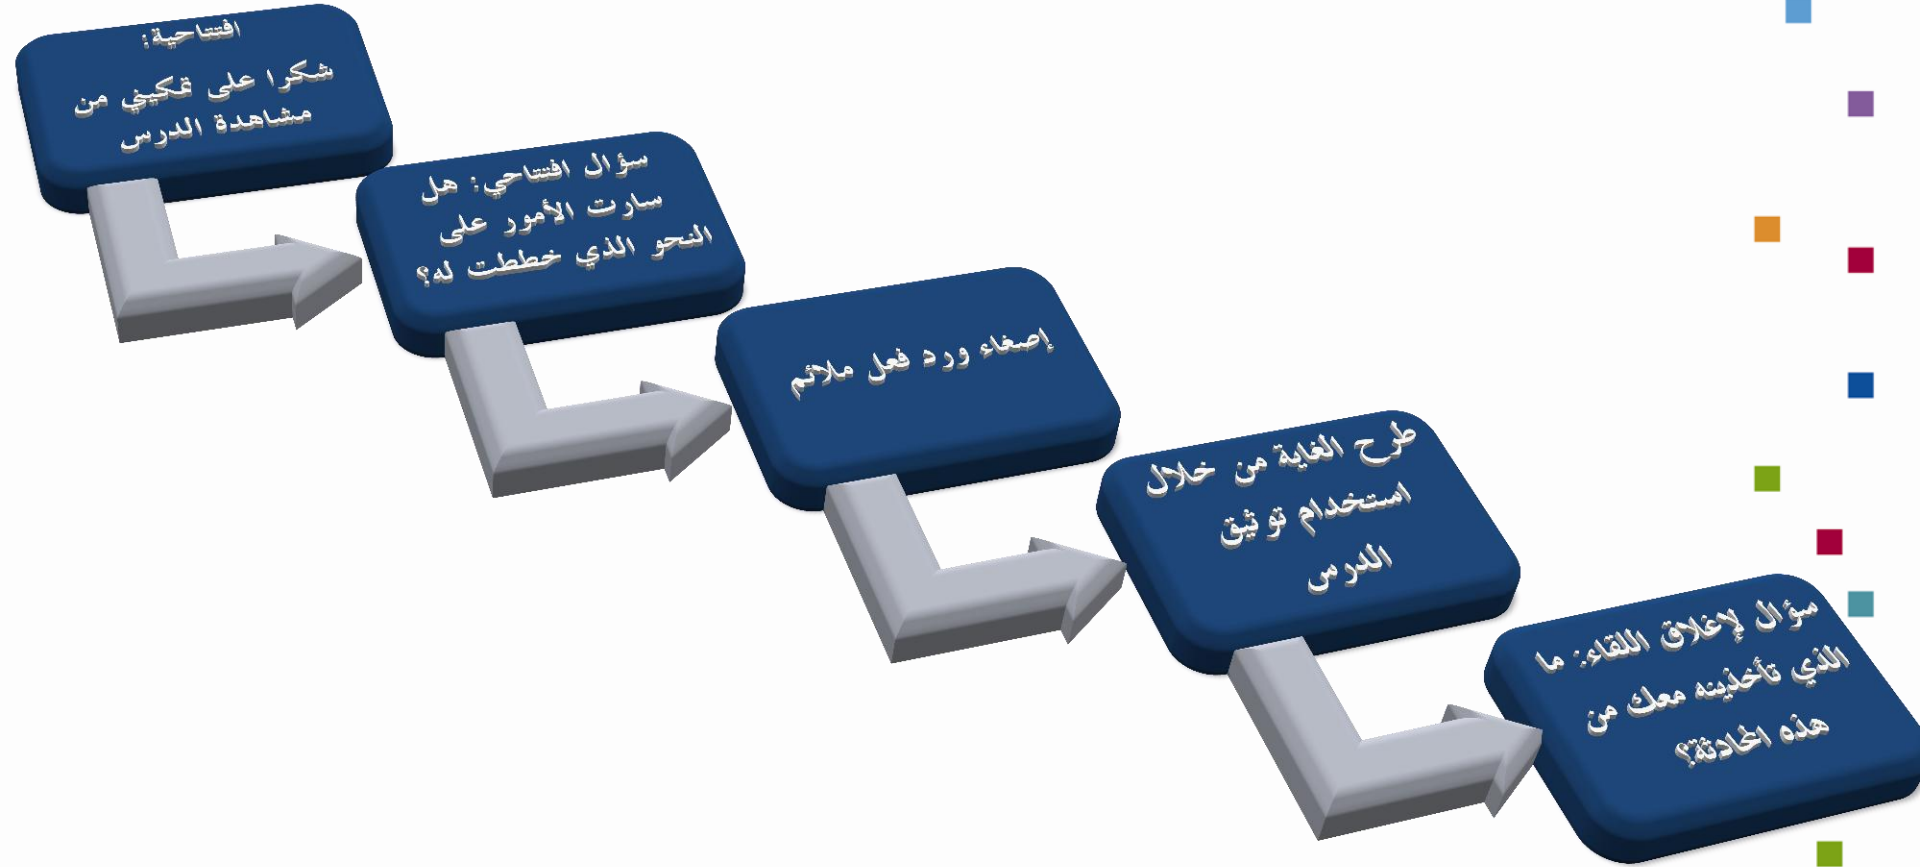 افتتاحية:
شكرا على تمكيني من
مشاهدة الدرس
سؤال افتتاحي: هل
سارت الأمور على
النحو الذي خططت له؟
إصغاء ورد فعل ملائم
طرح الغاية من خلال
استخدام توثيق
الدرس
سؤال لإغلاق اللقاء: ما
الذي تأخذينه معك من
هذه المحادثة؟